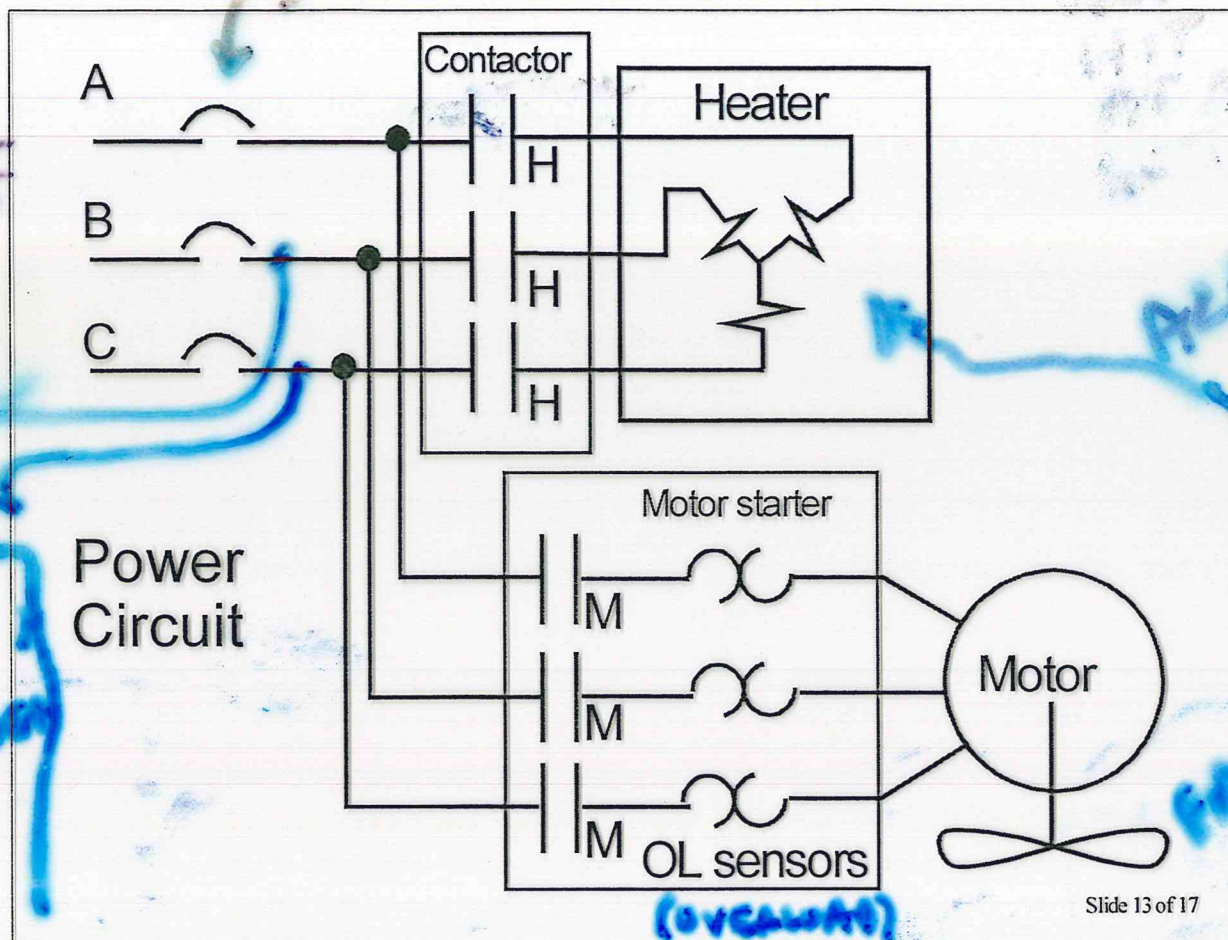 Contactor
A
Heater
H
B
H
C
H
Motor starter
Power
Circuit
M
Motor
M
M
OL sensors
Slide 13 of 17